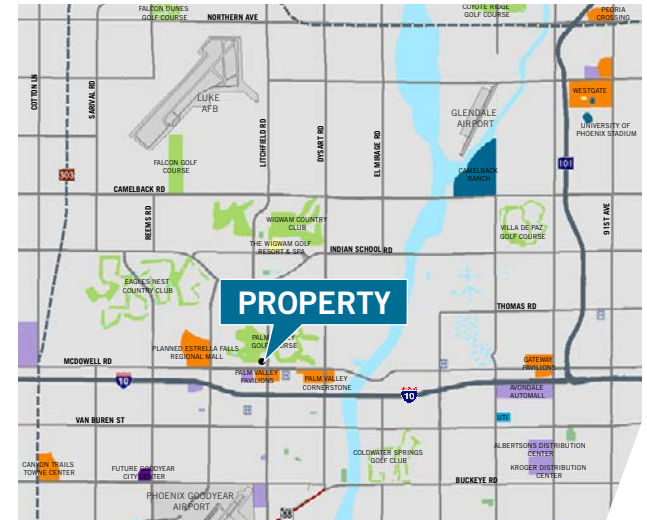 FALCON DUNES
GOLF COURSE
NORTHERN AVE
COYOTE RIDGE
GOLF COURSE
PEORIA
CROSSING
COTTON LN
SARIVAL RD
LUKE
AFB
LITCHFIELD RD
DYSART RD
EL MIRAGE RD
GLENDALE
AIRPORT
WESTGATE
UNIVERSITY OF
PHOENIX STADIUM
101
FALCON GOLF
COURSE
303
CAMELBACK
RANCH
CAMELBACK RD
REEMS RD
WIGWAM COUNTRY
CLUB
THE WIGWAM GOLF
RESORT & SPA
INDIAN SCHOOL RD
VILLA DE PAZ
GOLF COURSE
91ST AVE
EAGLES NEST
COUNTRY CLUB
PROPERTY
THOMAS RD
PLANNED ESTRELLA FALLS
REGIONAL MALL
PALM VALLEY
GOLF COURSE
MCDOWELL RD
10
PALM VALLEY
PAVILIONS
PALM VALLEY
CORNERSTONE
10
GATEWAY
PAVILIONS
AVONDALE
AUTOMALL
H
H
H
H
VAN BUREN ST
UTI
CANYON TRAILS
TOWNE CENTER
FUTURE GOODYEAR
CITY CENTER
COLDWATER SPRINGS
GOLF CLUB
ALBERTSONS DISTRIBUTION
CENTER
KROGER DISTRIBUTION
CENTER
BUCKEYE RD
PHOENIX GOODYEAR
AIRPORT